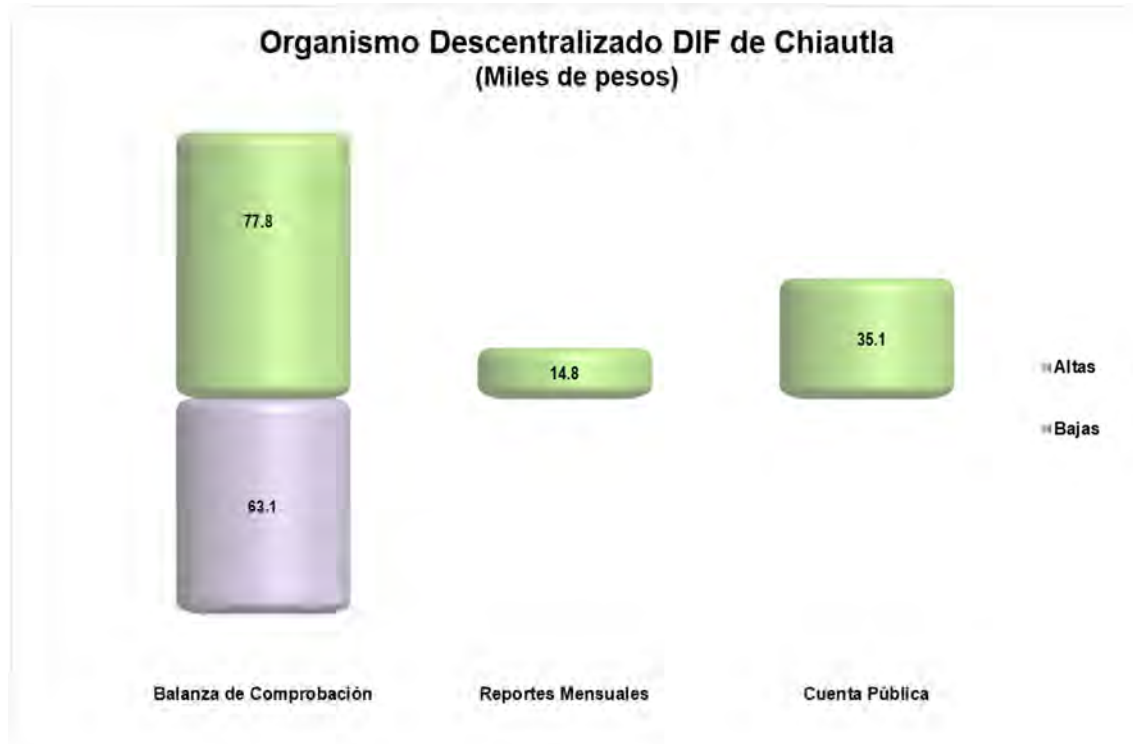 Organismo Descentralizado DIF de Chiautla
(Miles de pesos)
77.8
35.1
14.8
Altas
Bajas
63.1
Balanza de Comprobación
Reportes Mensuales
Cuenta Pública